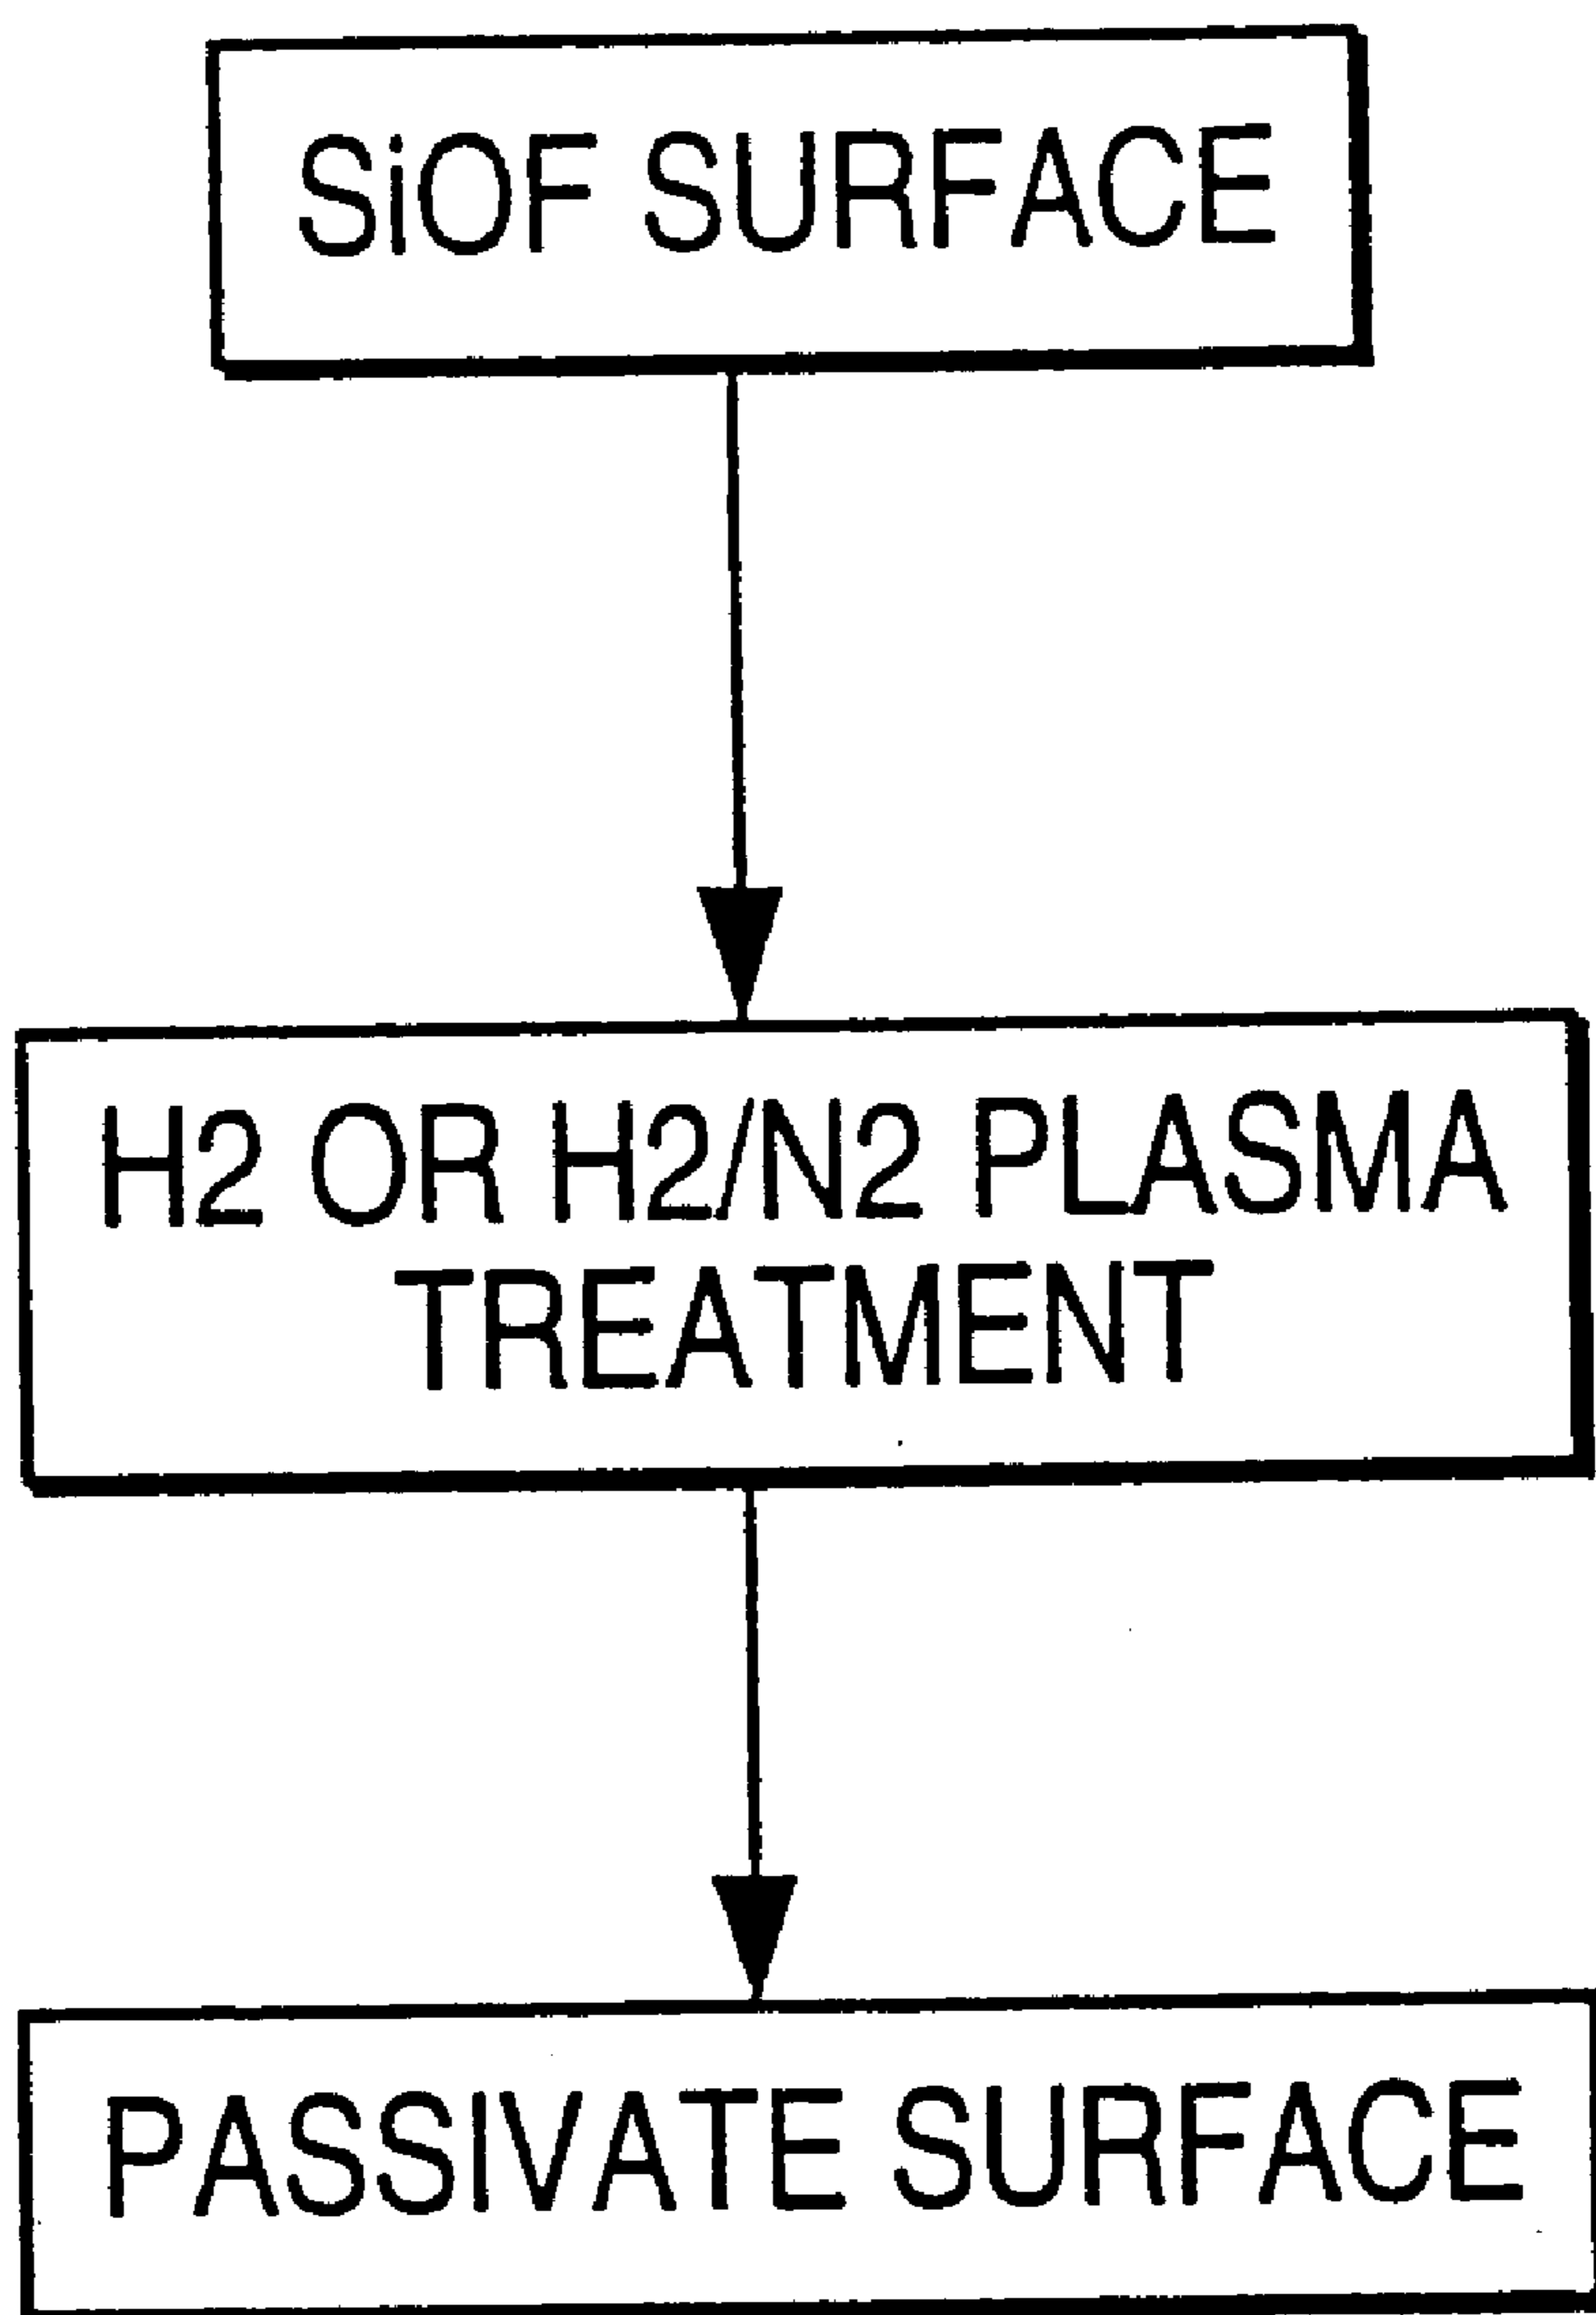 SiOF SURFACE
H2 OR H2/N2 PLASMA
TREATMENT
PASSIVATE SURFACE